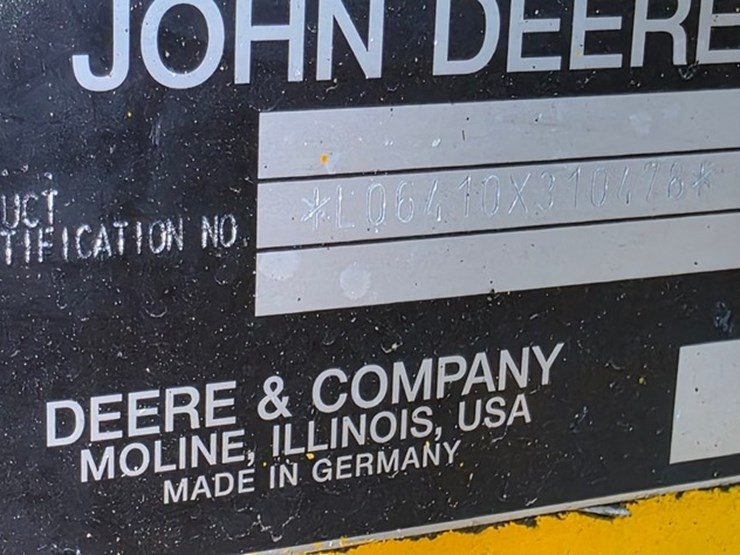 JOHN DEERE
UCT
TIFICATION NO.
*L06410X310478*
DEERE & COMPANY
MOLINE, ILLINOIS, USA
MADE IN GERMANY